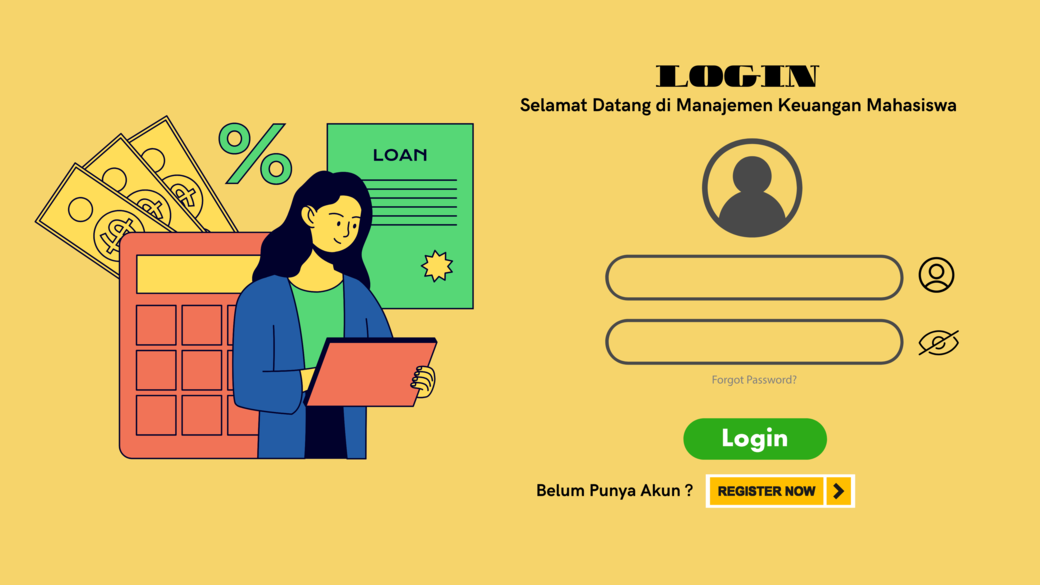 LOGIN
Selamat Datang di Manajemen Keuangan Mahasiswa
%
LOAN
Forgot Password?
Login
Belum Punya Akun ?
REGISTER NOW